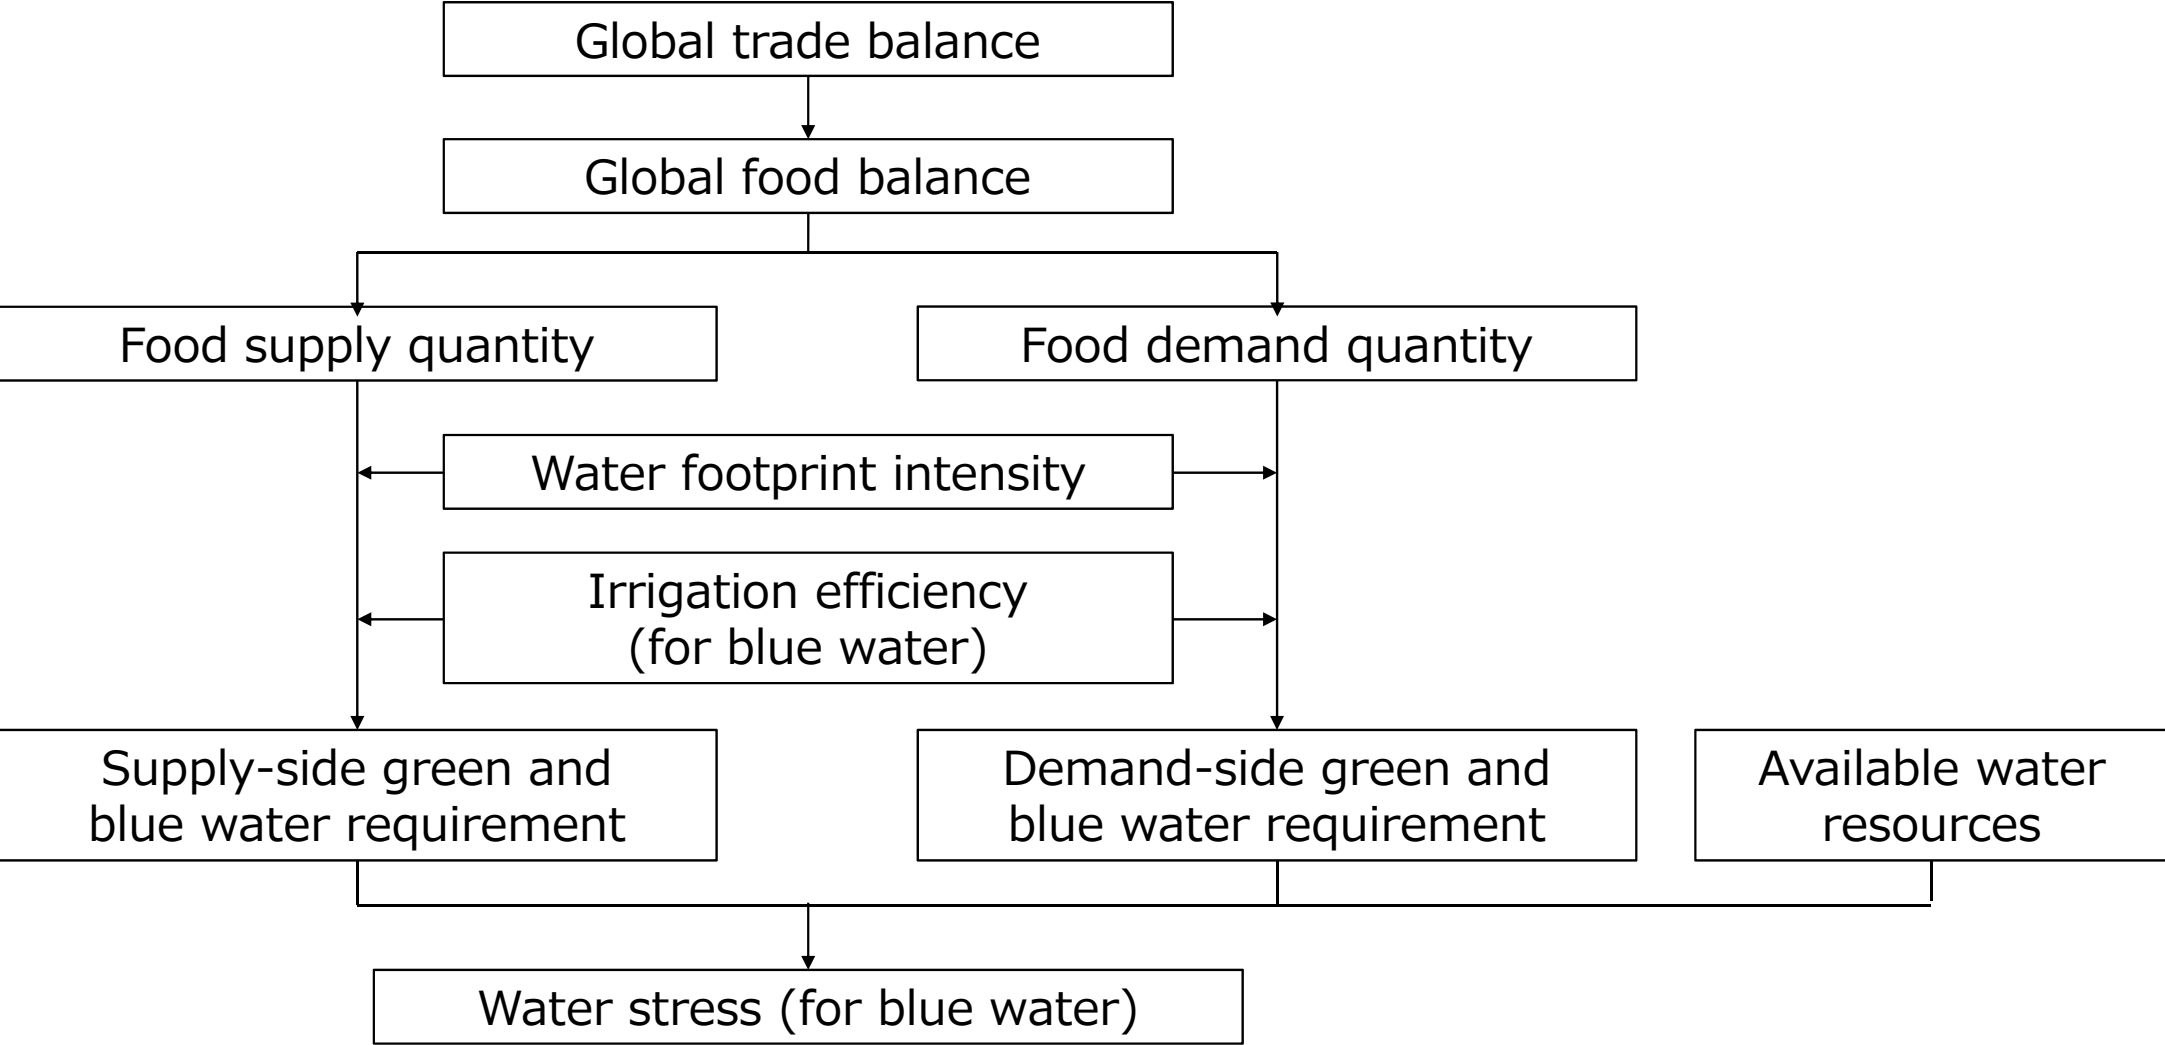 Global trade balance
Global food balance
Food supply quantity
Food demand quantity
Water footprint intensity
Irrigation efficiency
(for blue water)
Supply-side green and
blue water requirement
Demand-side green and
blue water requirement
Available water
resources
Water stress (for blue water)